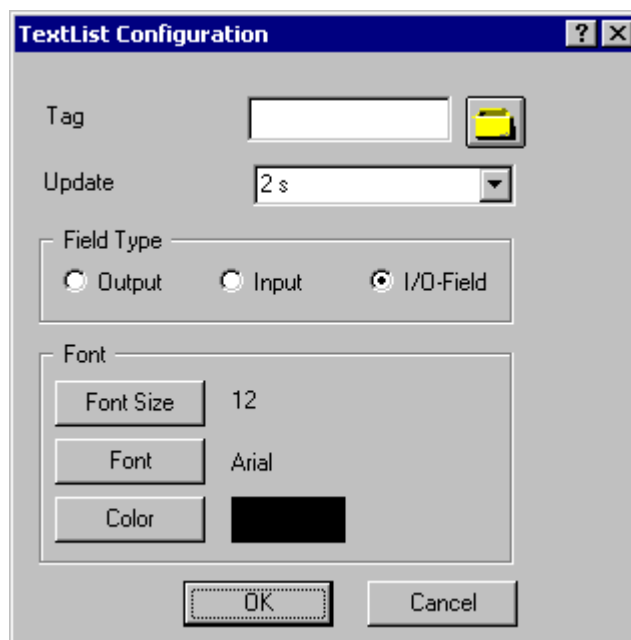 TextList Configuration
Tag
Update 2 s
Field Type
Output Input I/O-Field
Font
Font Size 12
Font Arial
Color
OK Cancel